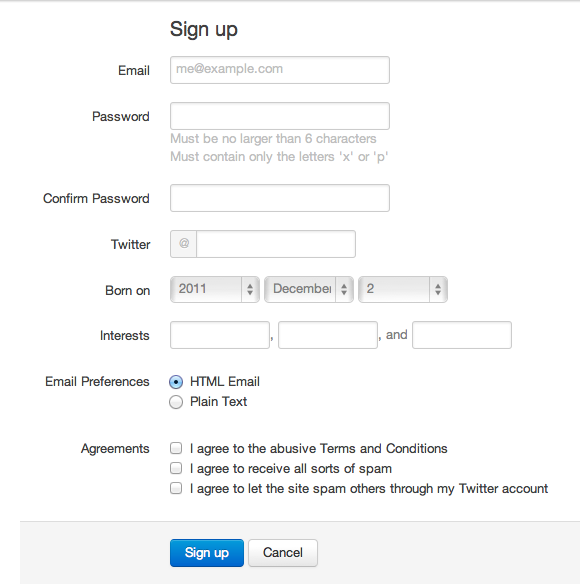 Sign up
Email me@example.com
Password
Must be no larger than 6 characters
Must contain only the letters 'x' or 'p'
Confirm Password
Twitter @
Born on 2011 December 2
Interests , , and
Email Preferences HTML Email
Plain Text
Agreements I agree to the abusive Terms and Conditions
I agree to receive all sorts of spam
I agree to let the site spam others through my Twitter account
Sign up Cancel